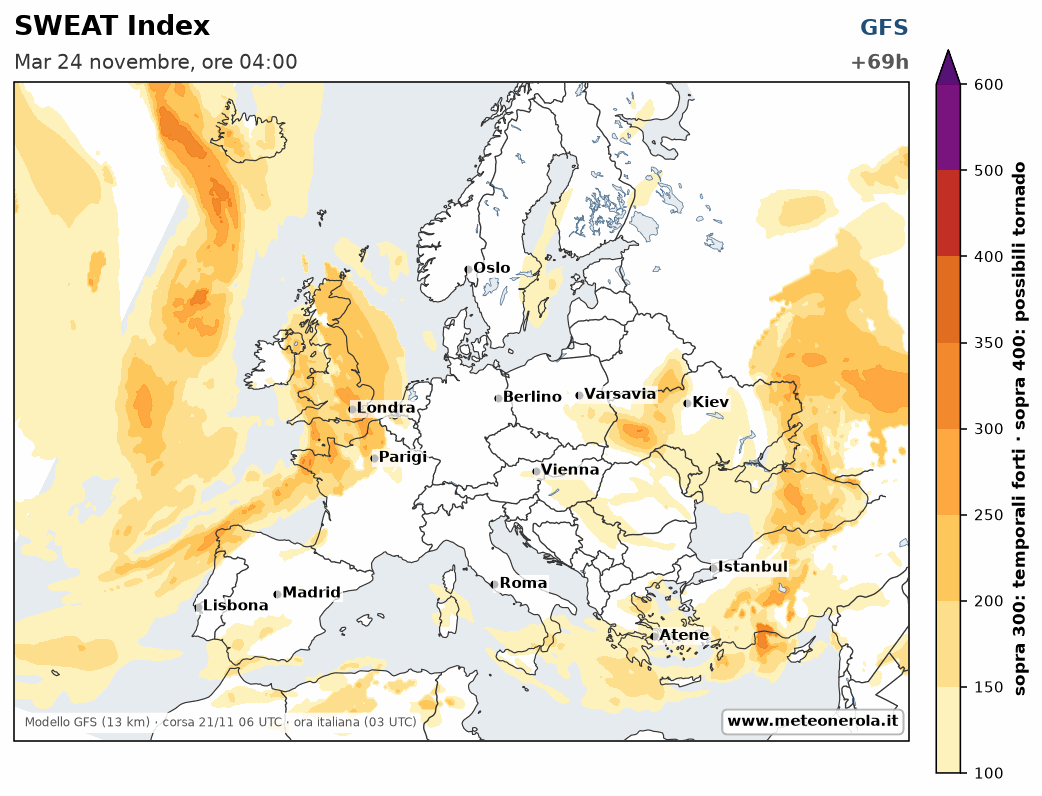 SWEAT Index
GFS
Mar 24 novembre, ore 04:00
+69h
600
500
400
350
300
250
200
150
100
sopra 300: temporali forti · sopra 400: possibili tornado
Oslo
Berlino
Varsavia
Kiev
Londra
Parigi
Vienna
Istanbul
Roma
Madrid
Lisbona
Atene
Modello GFS (13 km) · corsa 21/11 06 UTC · ora italiana (03 UTC)
www.meteonerola.it